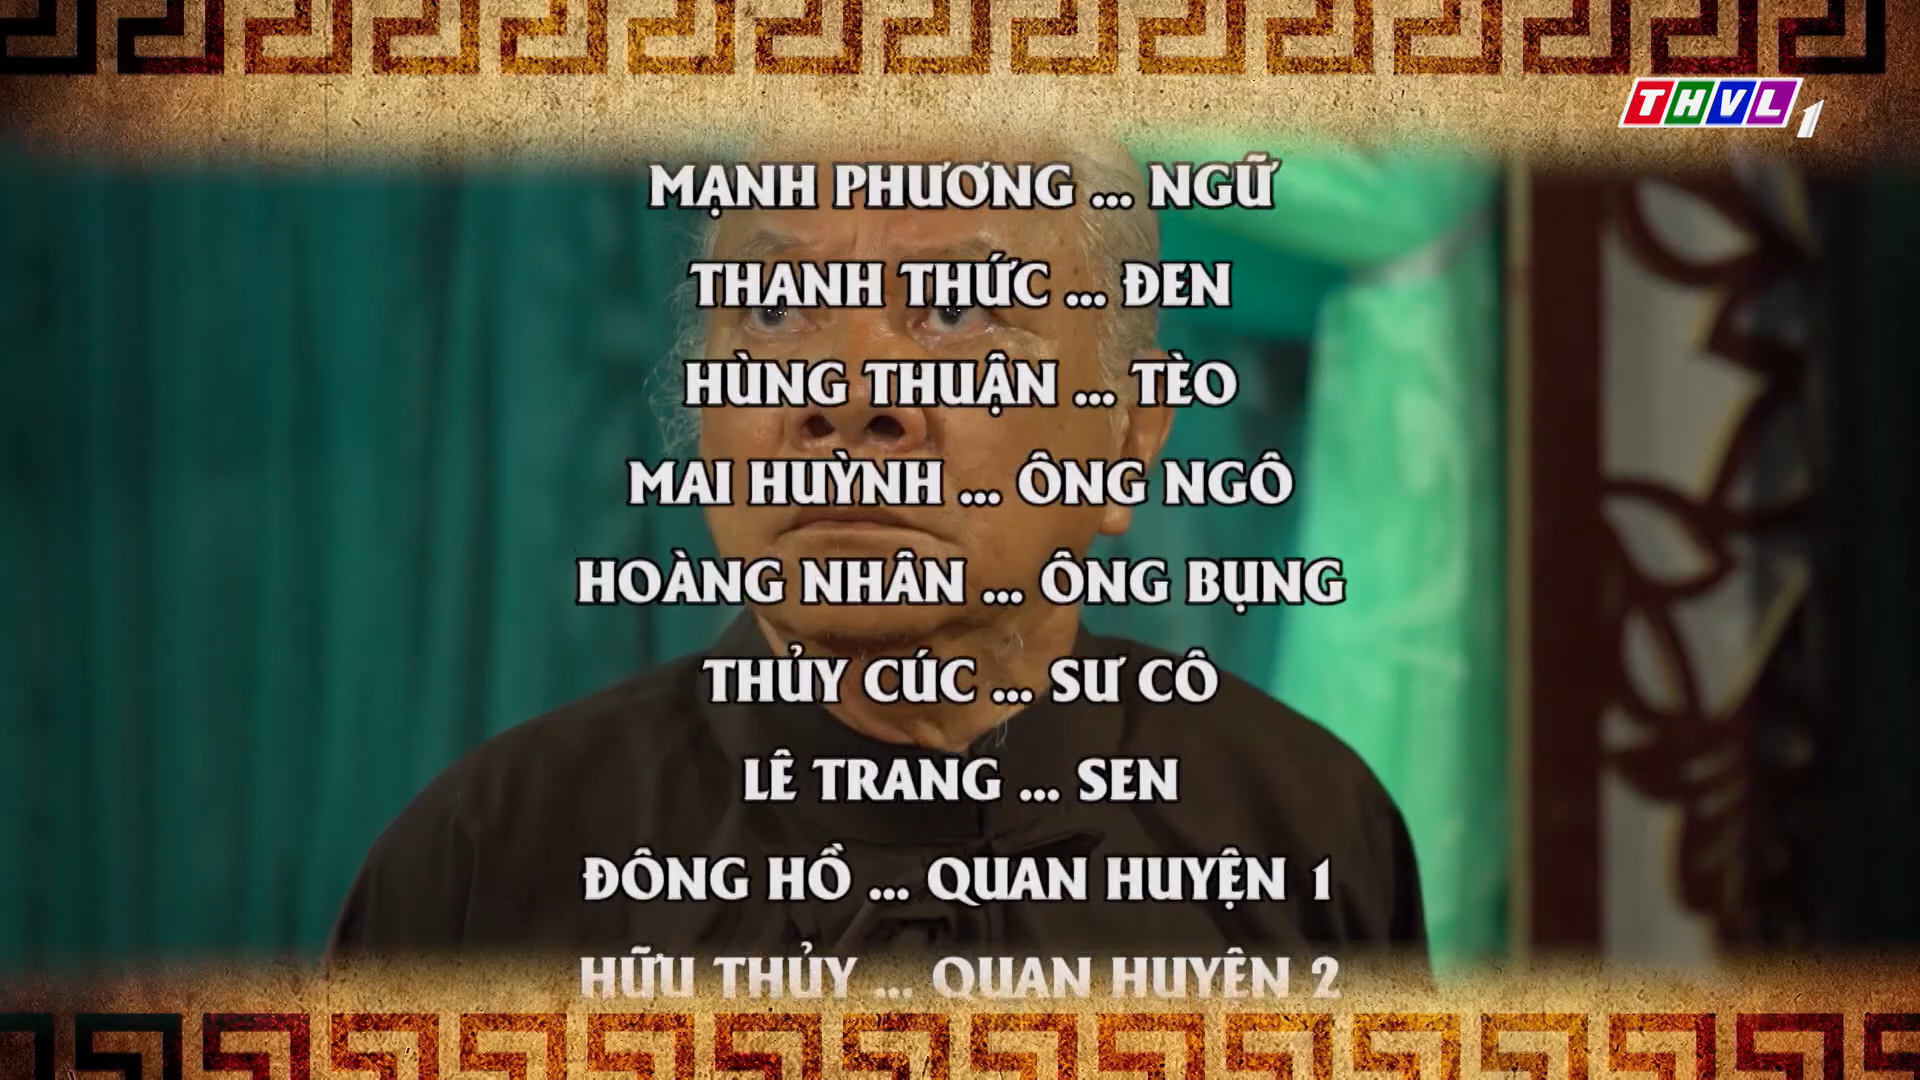 THVL1
MẠNH PHƯƠNG ... NGỮ
THANH THỨC ... ĐEN
HÙNG THUẬN ... TÈO
MAI HUỲNH ... ÔNG NGÔ
HOÀNG NHÂN ... ÔNG BỤNG
THỦY CÚC ... SƯ CÔ
LÊ TRANG ... SEN
ĐÔNG HỒ ... QUAN HUYỆN 1
HỮU THỦY ... QUAN HUYỆN 2